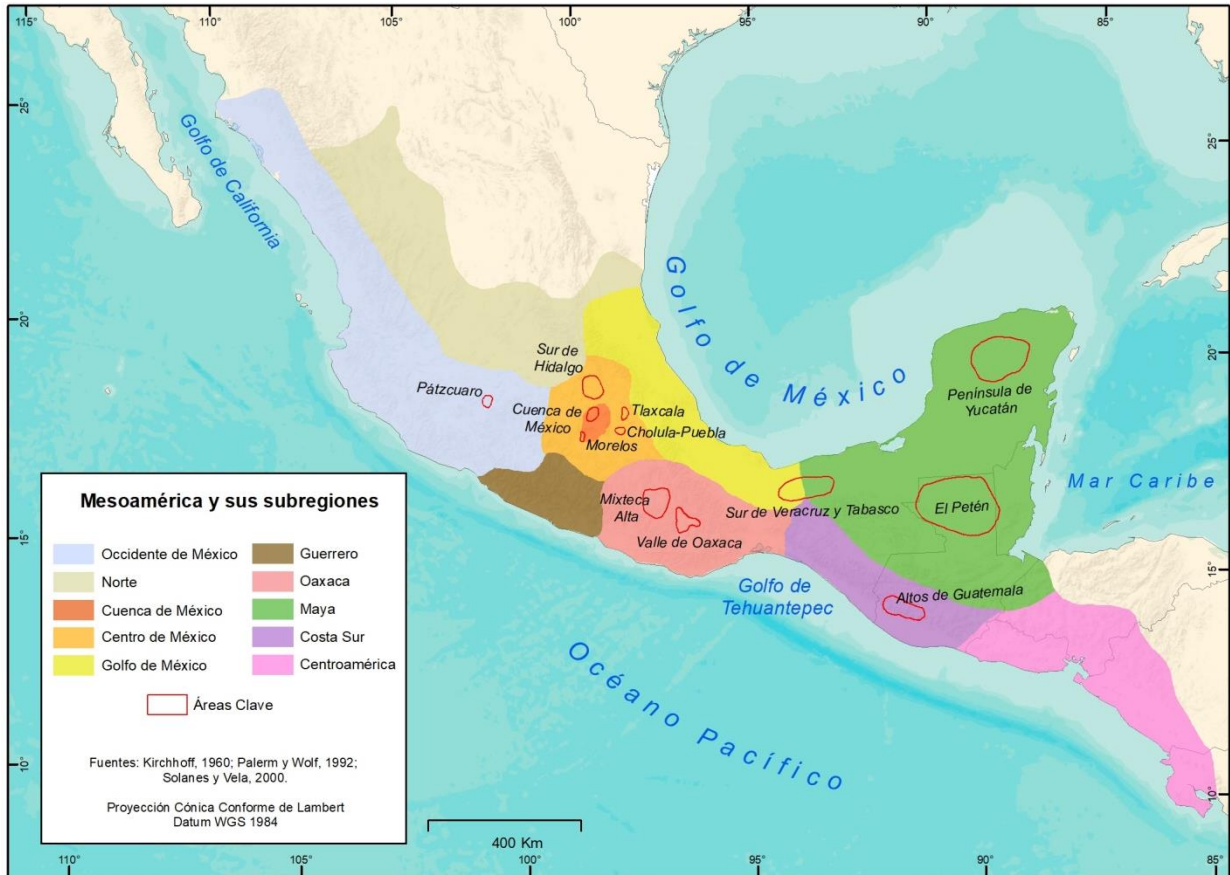 115°
110°
105°
100°
95°
90°
85°
25°
25°
20°
20°
15°
15°
10°
10°
Golfo de California
Golfo de México
Sur de
Hidalgo
Pátzcuaro
Cuenca de
México
Tlaxcala
Cholula-Puebla
Morelos
Península de
Yucatán
Mar Caribe
El Petén
Mixteca
Alta
Sur de Veracruz y Tabasco
Valle de Oaxaca
Golfo de
Tehuantepec
Altos de Guatemala
Océano Pacífico
Mesoamérica y sus subregiones
Occidente de México
Norte
Cuenca de México
Centro de México
Golfo de México
Guerrero
Oaxaca
Maya
Costa Sur
Centroamérica
Áreas Clave
Fuentes: Kirchhoff, 1960; Palerm y Wolf, 1992;
Solanes y Vela, 2000.
Proyección Cónica Conforme de Lambert
Datum WGS 1984
400 Km
110°
105°
100°
95°
90°
85°